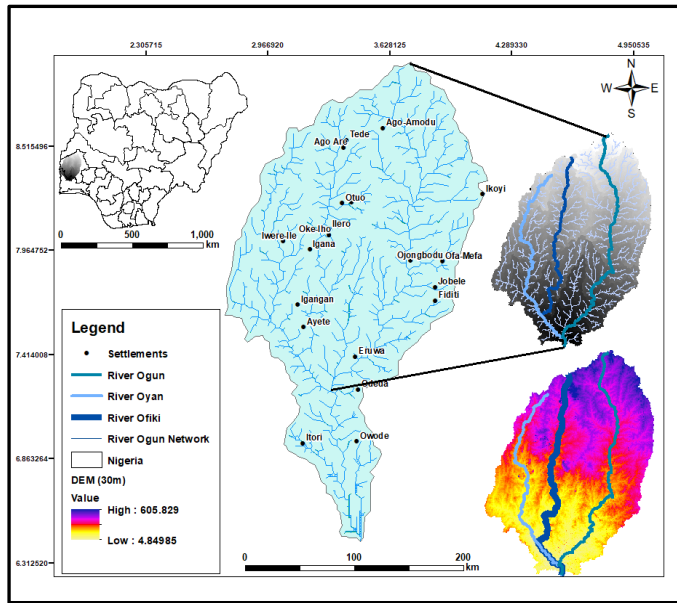 2.305715 2.966920 3.628125 4.289330 4.950535
N
W E
S
8.515496
7.964752
7.414008
6.863264
6.312520
0 500 1,000
km
Ago-Amodu
Tede
Ago Are
Ikoyi
Otuo
Ilero
Oke-Iho
Iwere-Ile
Igana
Ojongbodu
Ofa-Mefa
Jobele
Fiditi
Igangan
Ayete
Eruwa
Odeda
Itori
Owode
Legend
Settlements
River Ogun
River Oyan
River Ofiki
River Ogun Network
Nigeria
DEM (30m)
Value
High : 605.829
Low : 4.84985
0 100 200
km